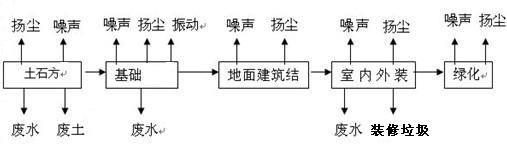 扬尘 噪声 噪声 扬尘 振动 噪声 扬尘 噪声 扬尘 噪声 扬尘
土石方 基础 地面建筑结 室内外装 绿化
废水 废土 废水 废水 装修垃圾